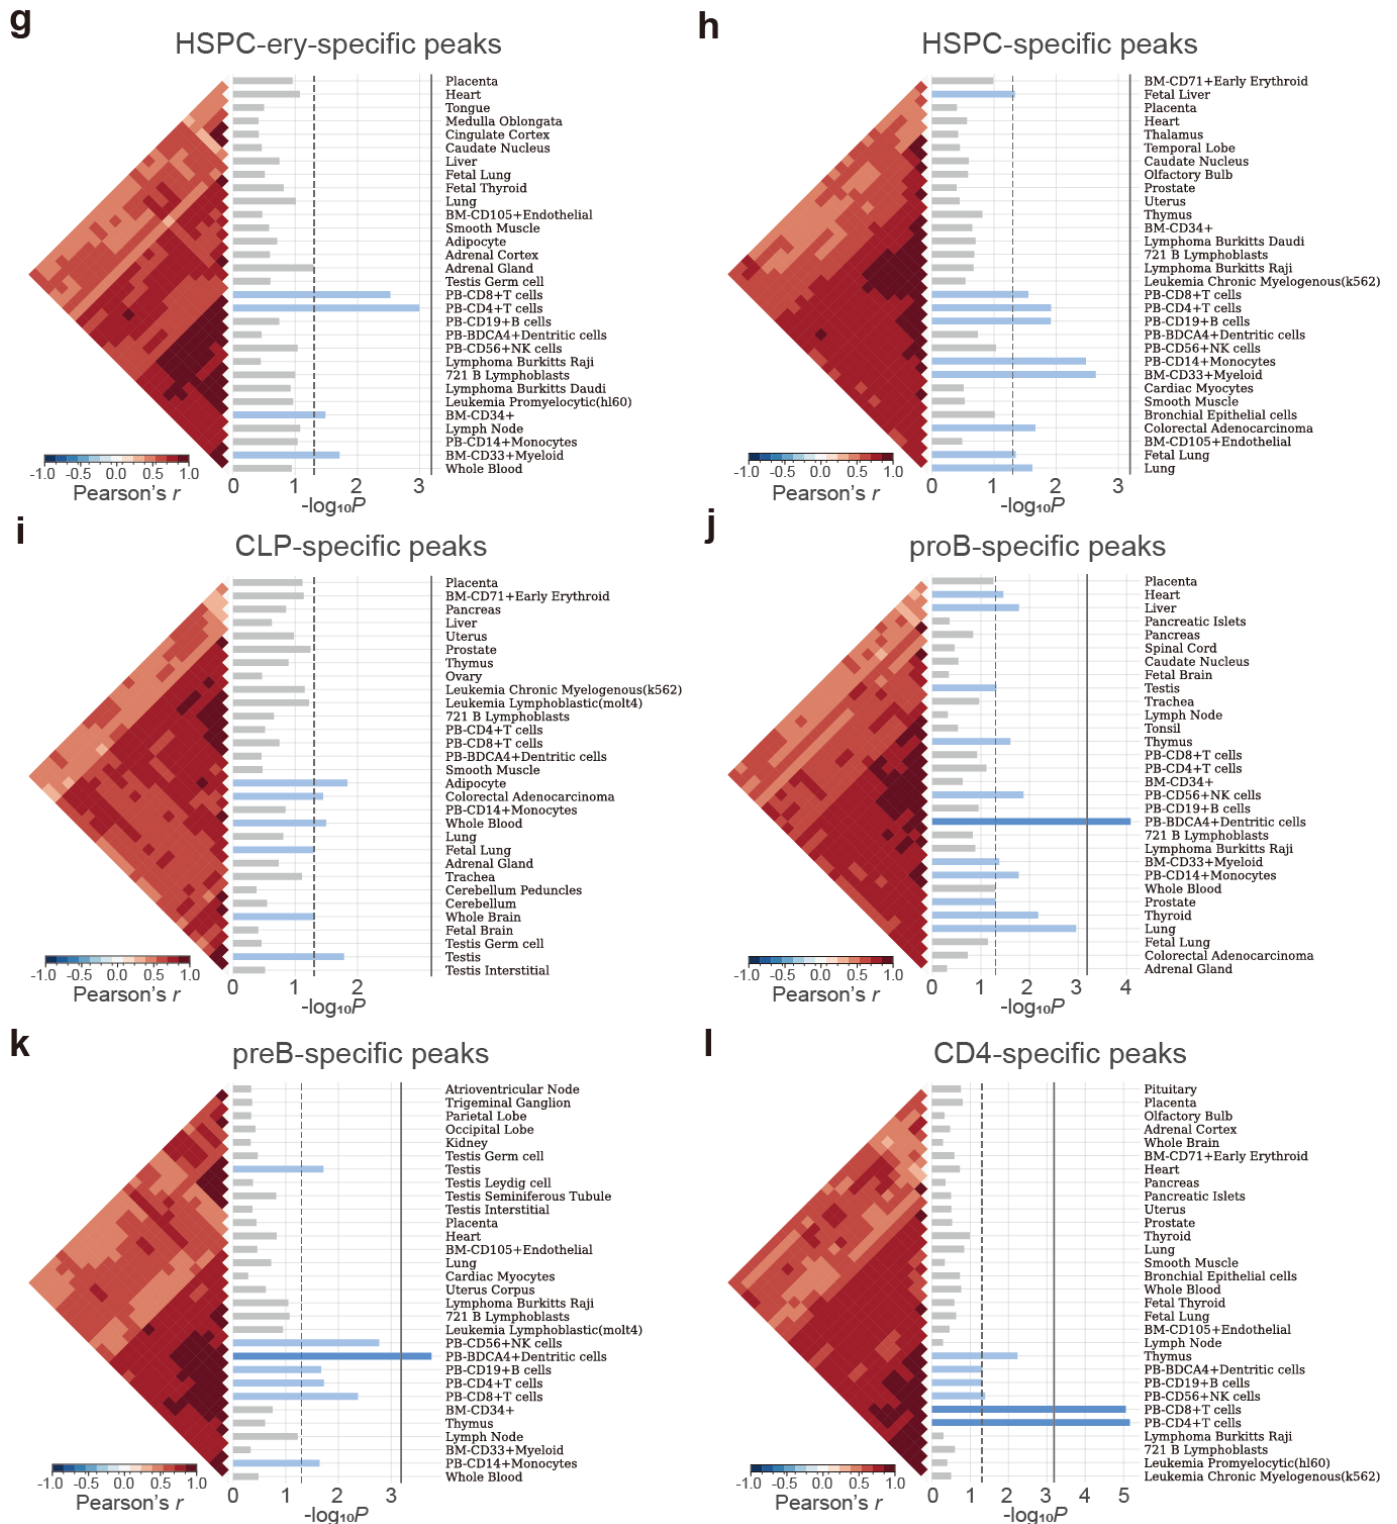 g
HSPC-ery-specific peaks
Placenta
Heart
Tongue
Medulla Oblongata
Cingulate Cortex
Caudate Nucleus
Liver
Fetal Lung
Fetal Thyroid
Lung
BM-CD105+Endothelial
Smooth Muscle
Adipocyte
Adrenal Cortex
Adrenal Gland
Testis Germ cell
PB-CD8+T cells
PB-CD4+T cells
PB-CD19+B cells
PB-BDCA4+Dentritic cells
PB-CD56+NK cells
Lymphoma Burkitts Raji
721 B Lymphoblasts
Lymphoma Burkitts Daudi
Leukemia Promyelocytic(hl60)
BM-CD34+
Lymph Node
PB-CD14+Monocytes
BM-CD33+Myeloid
Whole Blood
-1.0 -0.5 0.0 0.5 1.0
Pearson's r
0 1 2 3
-log₁₀P
h
HSPC-specific peaks
BM-CD71+Early Erythroid
Fetal Liver
Placenta
Heart
Thalamus
Temporal Lobe
Caudate Nucleus
Olfactory Bulb
Prostate
Uterus
Thymus
BM-CD34+
Lymphoma Burkitts Daudi
721 B Lymphoblasts
Lymphoma Burkitts Raji
Leukemia Chronic Myelogenous(k562)
PB-CD8+T cells
PB-CD4+T cells
PB-CD19+B cells
PB-BDCA4+Dentritic cells
PB-CD56+NK cells
PB-CD14+Monocytes
BM-CD33+Myeloid
Cardiac Myocytes
Smooth Muscle
Bronchial Epithelial cells
Colorectal Adenocarcinoma
BM-CD105+Endothelial
Fetal Lung
Lung
-1.0 -0.5 0.0 0.5 1.0
Pearson's r
0 1 2 3
-log₁₀P
i
CLP-specific peaks
Placenta
BM-CD71+Early Erythroid
Pancreas
Liver
Uterus
Prostate
Thymus
Ovary
Leukemia Chronic Myelogenous(k562)
Leukemia Lymphoblastic(molt4)
721 B Lymphoblasts
PB-CD4+T cells
PB-CD8+T cells
PB-BDCA4+Dentritic cells
Smooth Muscle
Adipocyte
Colorectal Adenocarcinoma
PB-CD14+Monocytes
Whole Blood
Lung
Fetal Lung
Adrenal Gland
Trachea
Cerebellum Peduncles
Cerebellum
Whole Brain
Fetal Brain
Testis Germ cell
Testis
Testis Interstitial
-1.0 -0.5 0.0 0.5 1.0
Pearson's r
0 1 2
-log₁₀P
j
proB-specific peaks
Placenta
Heart
Liver
Pancreatic Islets
Pancreas
Spinal Cord
Caudate Nucleus
Fetal Brain
Testis
Trachea
Lymph Node
Tonsil
Thymus
PB-CD8+T cells
PB-CD4+T cells
BM-CD34+
PB-CD56+NK cells
PB-CD19+B cells
PB-BDCA4+Dentritic cells
721 B Lymphoblasts
Lymphoma Burkitts Raji
BM-CD33+Myeloid
PB-CD14+Monocytes
Whole Blood
Prostate
Thyroid
Lung
Fetal Lung
Colorectal Adenocarcinoma
Adrenal Gland
-1.0 -0.5 0.0 0.5 1.0
Pearson's r
0 1 2 3 4
-log₁₀P
k
preB-specific peaks
Atrioventricular Node
Trigeminal Ganglion
Parietal Lobe
Occipital Lobe
Kidney
Testis Germ cell
Testis
Testis Leydig cell
Testis Seminiferous Tubule
Testis Interstitial
Placenta
Heart
BM-CD105+Endothelial
Lung
Cardiac Myocytes
Uterus Corpus
Lymphoma Burkitts Raji
721 B Lymphoblasts
Leukemia Lymphoblastic(molt4)
PB-CD56+NK cells
PB-BDCA4+Dentritic cells
PB-CD19+B cells
PB-CD4+T cells
PB-CD8+T cells
BM-CD34+
Thymus
Lymph Node
BM-CD33+Myeloid
PB-CD14+Monocytes
Whole Blood
-1.0 -0.5 0.0 0.5 1.0
Pearson's r
0 1 2 3
-log₁₀P
l
CD4-specific peaks
Pituitary
Placenta
Olfactory Bulb
Adrenal Cortex
Whole Brain
BM-CD71+Early Erythroid
Heart
Pancreas
Pancreatic Islets
Uterus
Prostate
Thyroid
Lung
Smooth Muscle
Bronchial Epithelial cells
Whole Blood
Fetal Thyroid
Fetal Lung
BM-CD105+Endothelial
Lymph Node
Thymus
PB-BDCA4+Dentritic cells
PB-CD19+B cells
PB-CD56+NK cells
PB-CD8+T cells
PB-CD4+T cells
Lymphoma Burkitts Raji
721 B Lymphoblasts
Leukemia Promyelocytic(hl60)
Leukemia Chronic Myelogenous(k562)
-1.0 -0.5 0.0 0.5 1.0
Pearson's r
0 1 2 3 4 5
-log₁₀P